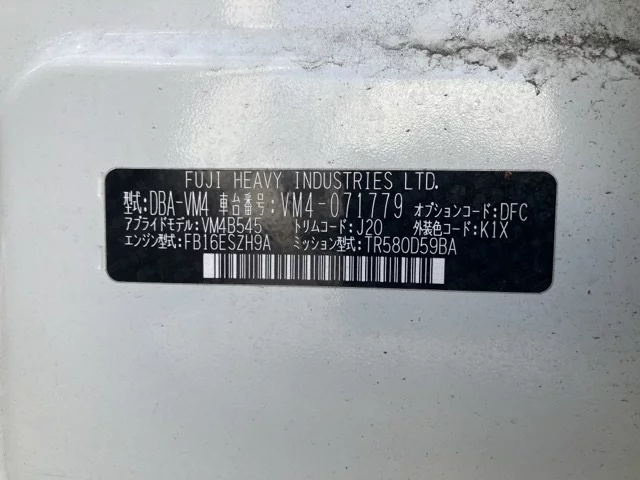 FUJI HEAVY INDUSTRIES LTD.
型式:DBA-VM4 車台番号:VM4-071779 オプションコード:DFC
アプライドモデル:VM4B545 トリムコード:J20 外装色コード:K1X
エンジン型式:FB16ESZH9A ミッション型式:TR580D59BA